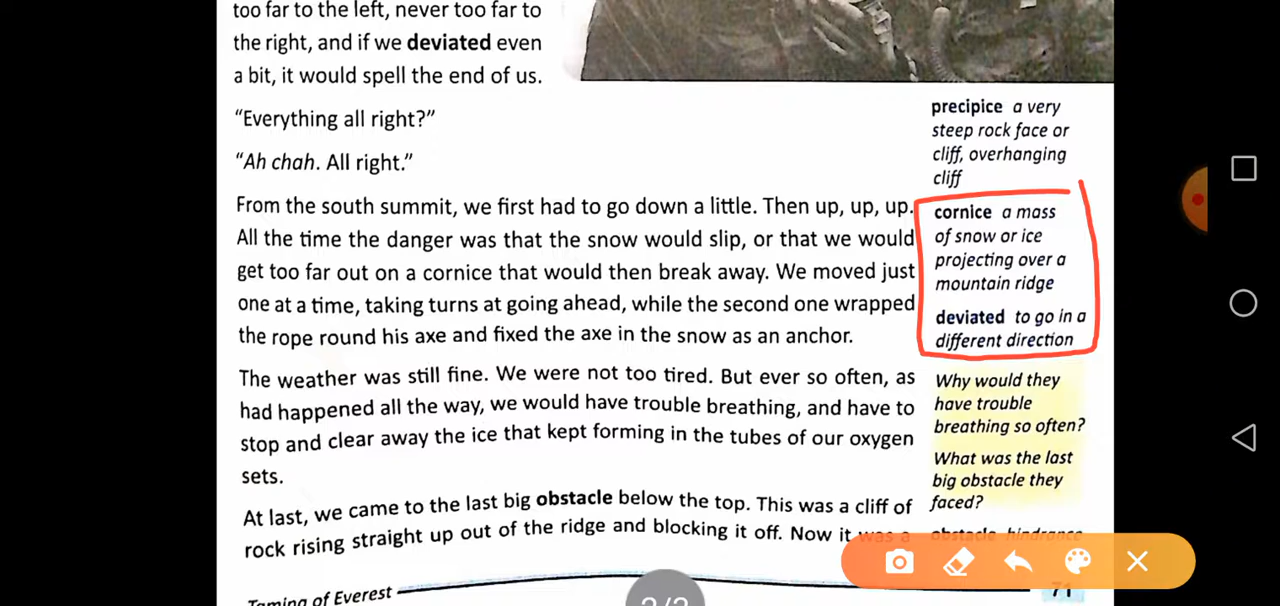 too far to the left, never too far to
the right, and if we deviated even
a bit, it would spell the end of us.
"Everything all right?"
"Ah chah. All right."
From the south summit, we first had to go down a little. Then up, up, up.
All the time the danger was that the snow would slip, or that we would
get too far out on a cornice that would then break away. We moved just
one at a time, taking turns at going ahead, while the second one wrapped
the rope round his axe and fixed the axe in the snow as an anchor.
The weather was still fine. We were not too tired. But ever so often, as
had happened all the way, we would have trouble breathing, and have to
stop and clear away the ice that kept forming in the tubes of our oxygen
sets.
At last, we came to the last big obstacle below the top. This was a cliff of
rock rising straight up out of the ridge and blocking it off. Now it was a
precipice a very
steep rock face or
cliff, overhanging
cliff
cornice a mass
of snow or ice
projecting over a
mountain ridge
deviated to go in a
different direction
Why would they
have trouble
breathing so often?
What was the last
big obstacle they
faced?
obstacle hindrance
Taming of Everest
71
2/2